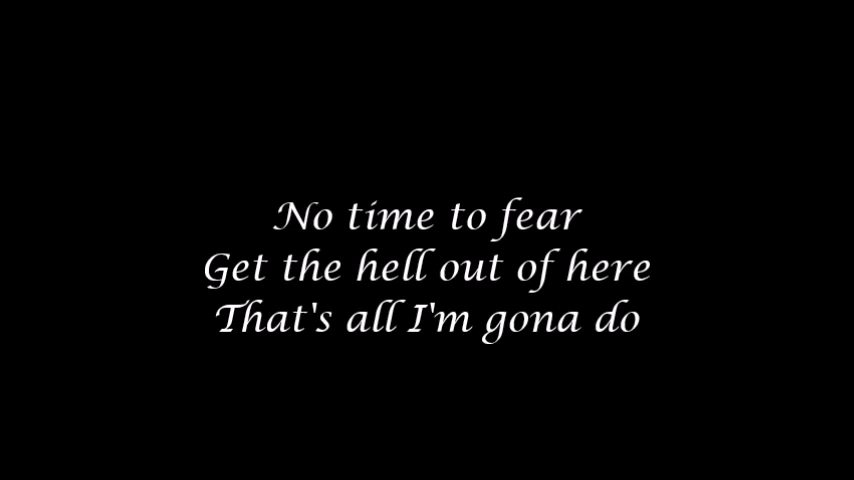 No time to fear
Get the hell out of here
That's all I'm gona do